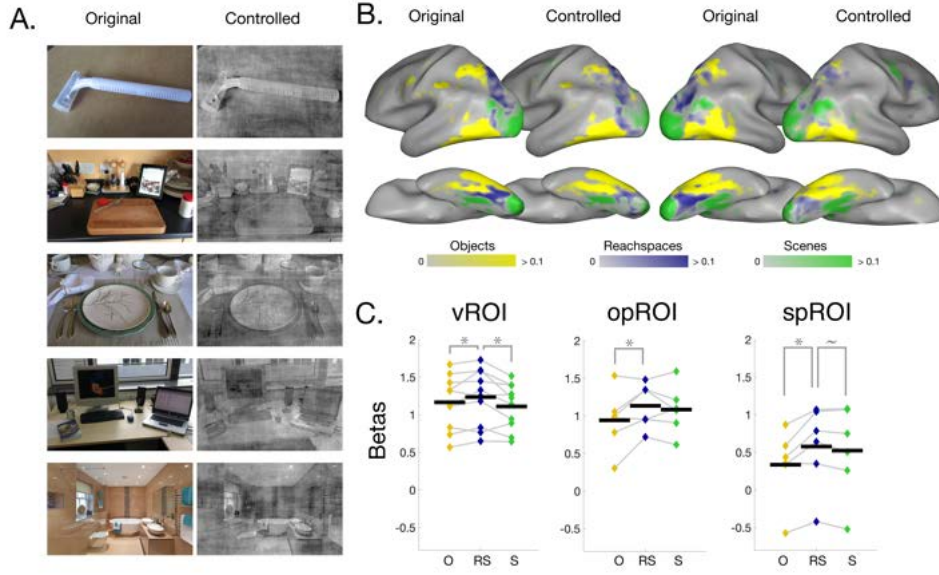 A.
Original Controlled
B.
Original Controlled Original Controlled
Objects Reachspaces Scenes
0 > 0.1 0 > 0.1 0 > 0.1
C.
vROI opROI spROI
* * * * ~
Betas
2 2 2
1.5 1.5 1.5
1 1 1
0.5 0.5 0.5
0 0 0
-0.5 -0.5 -0.5
O RS S O RS S O RS S